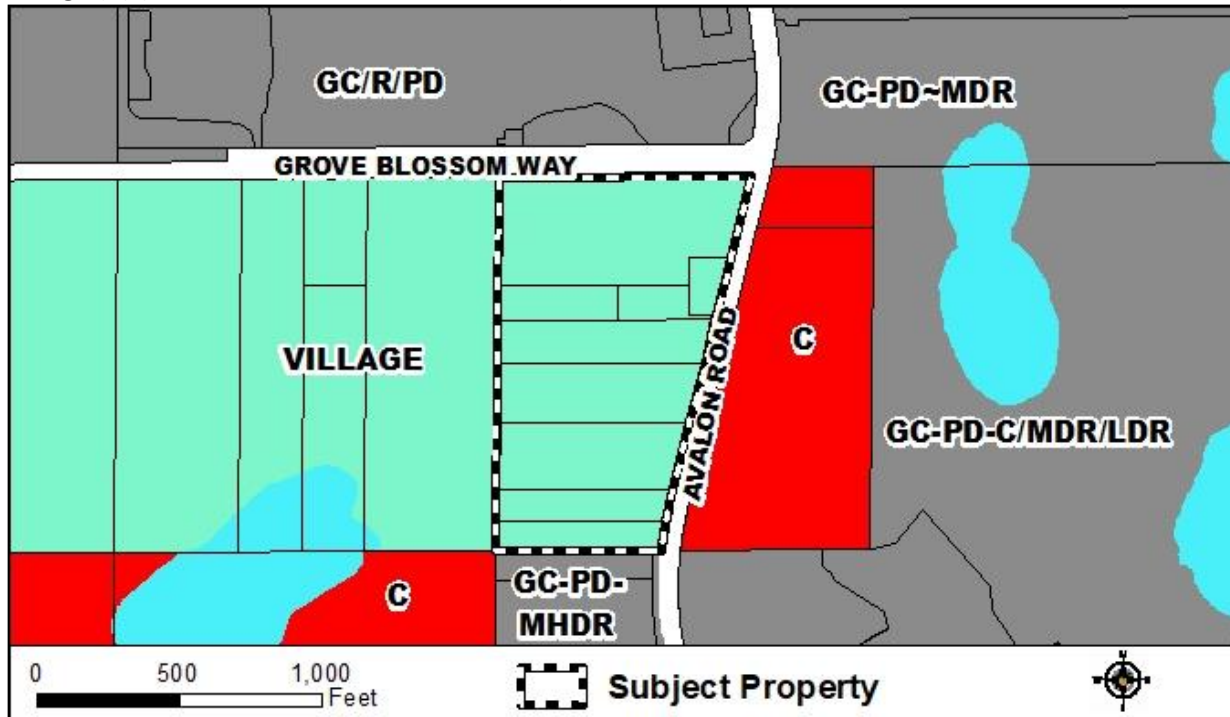 GC/R/PD
GC-PD~MDR
GROVE BLOSSOM WAY
VILLAGE
AVALON ROAD
C
GC-PD-C/MDR/LDR
C
GC-PD-
MHDR
0 500 1,000
Feet
Subject Property
N